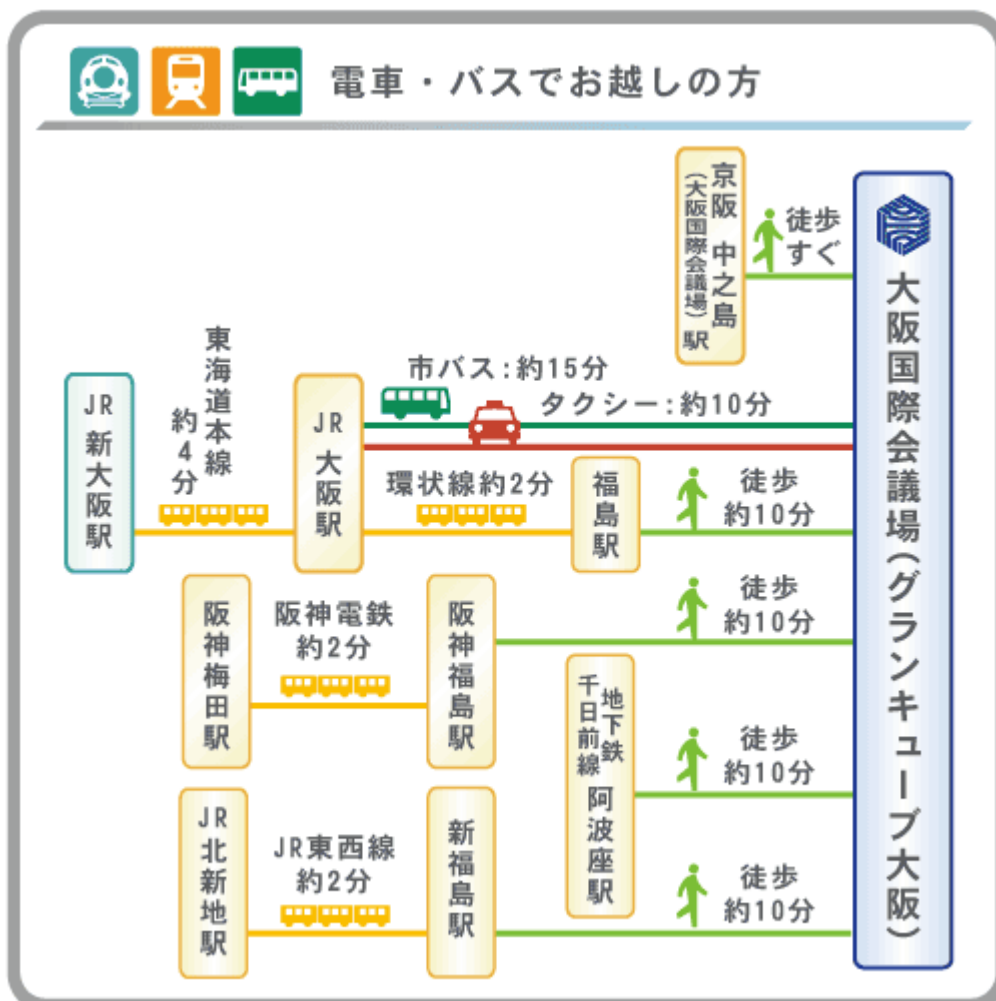 電車・バスでお越しの方
京阪 中之島
(大阪国際会議場)駅
徒歩
すぐ
大阪国際会議場(グランキューブ大阪)
東海道本線
約4分
市バス:約15分
タクシー:約10分
JR 新大阪駅
JR 大阪駅
環状線約2分
福島駅
徒歩
約10分
阪神梅田駅
阪神電鉄
約2分
阪神福島駅
徒歩
約10分
地下鉄
千日前線
阿波座駅
徒歩
約10分
JR北新地駅
JR東西線
約2分
新福島駅
徒歩
約10分